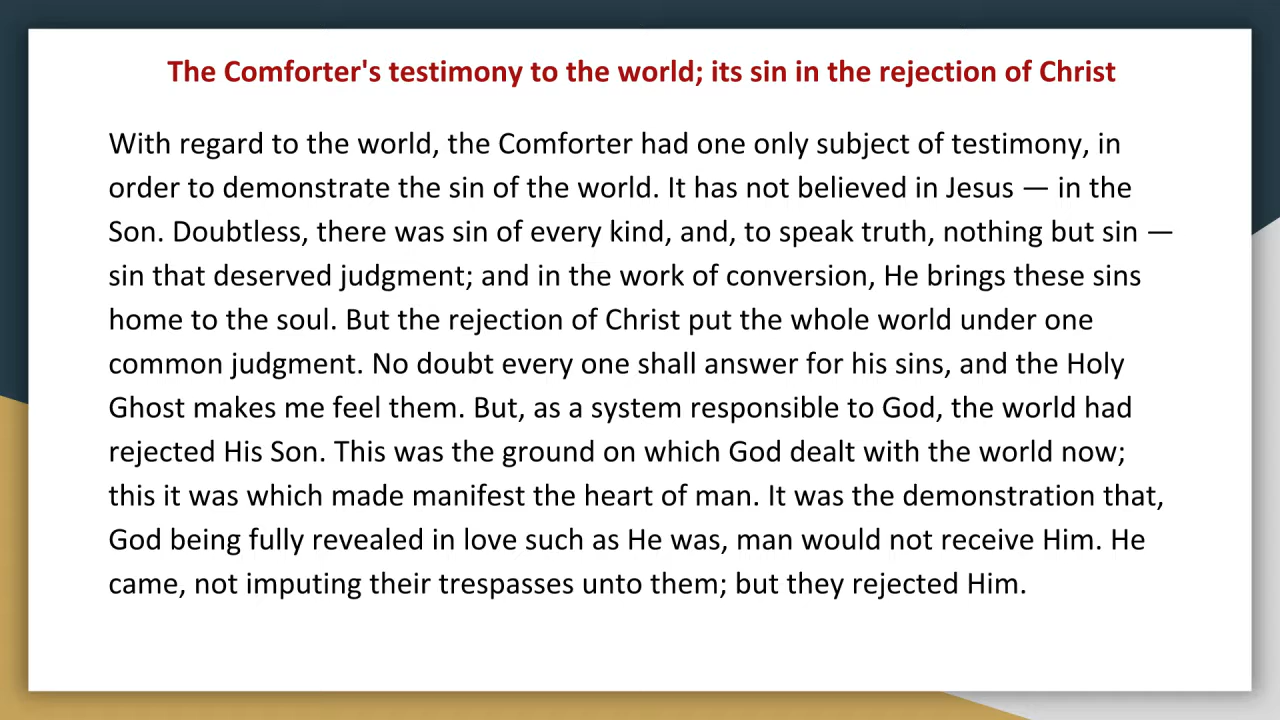 The Comforter's testimony to the world; its sin in the rejection of Christ
With regard to the world, the Comforter had one only subject of testimony, in
order to demonstrate the sin of the world. It has not believed in Jesus — in the
Son. Doubtless, there was sin of every kind, and, to speak truth, nothing but sin —
sin that deserved judgment; and in the work of conversion, He brings these sins
home to the soul. But the rejection of Christ put the whole world under one
common judgment. No doubt every one shall answer for his sins, and the Holy
Ghost makes me feel them. But, as a system responsible to God, the world had
rejected His Son. This was the ground on which God dealt with the world now;
this it was which made manifest the heart of man. It was the demonstration that,
God being fully revealed in love such as He was, man would not receive Him. He
came, not imputing their trespasses unto them; but they rejected Him.